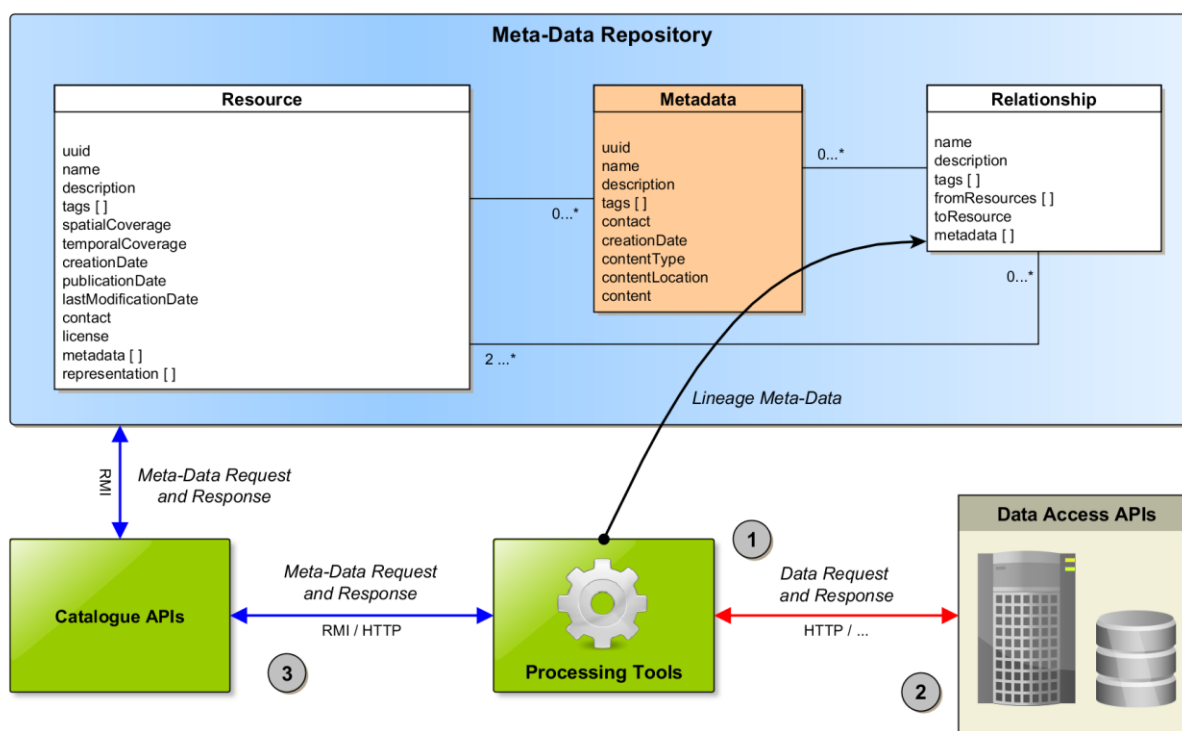 Meta-Data Repository
Resource
uuid
name
description
tags [ ]
spatialCoverage
temporalCoverage
creationDate
publicationDate
lastModificationDate
contact
license
metadata [ ]
representation [ ]
0...*
Metadada
uuid
name
description
tags [ ]
contact
creationDate
contentType
contentLocation
content
0...*
Relationship
name
description
tags [ ]
fromResources [ ]
toResource
metadata [ ]
0...*
2 ...*
Lineage Meta-Data
RMI
Meta-Data Request
and Response
Catalogue APIs
Meta-Data Request
and Response
RMI / HTTP
3
Processing Tools
1
Data Request
and Response
HTTP / ...
2
Data Access APIs